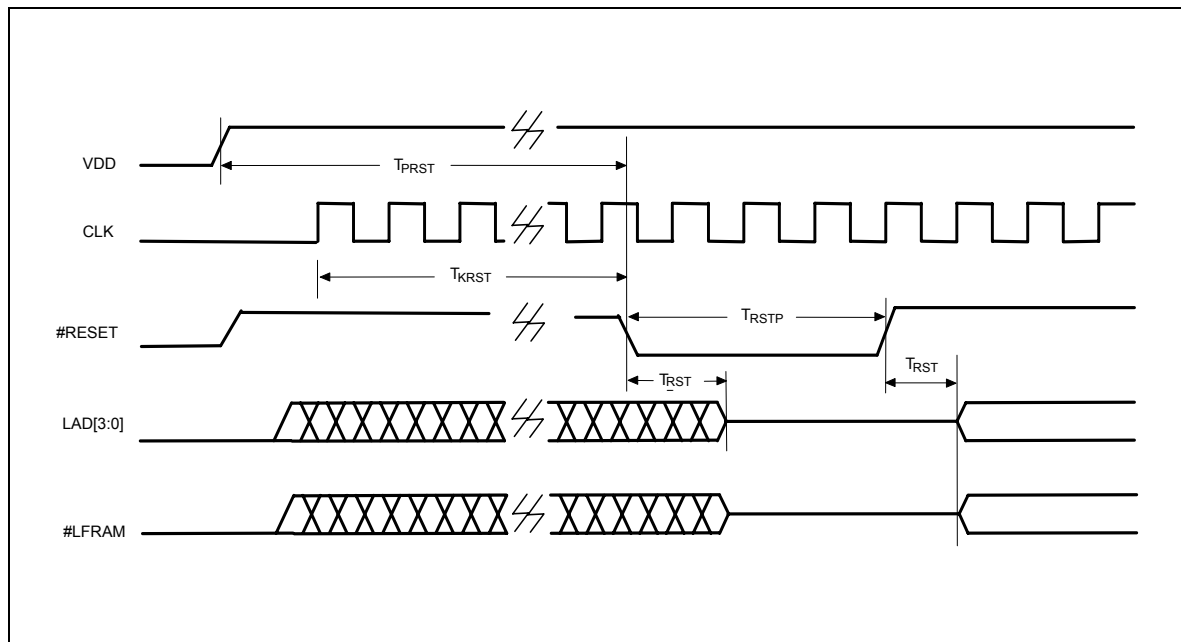 VDD
TPRST
CLK
TKRST
#RESET
TRSTP
TRST
TRST
LAD[3:0]
#LFRAM